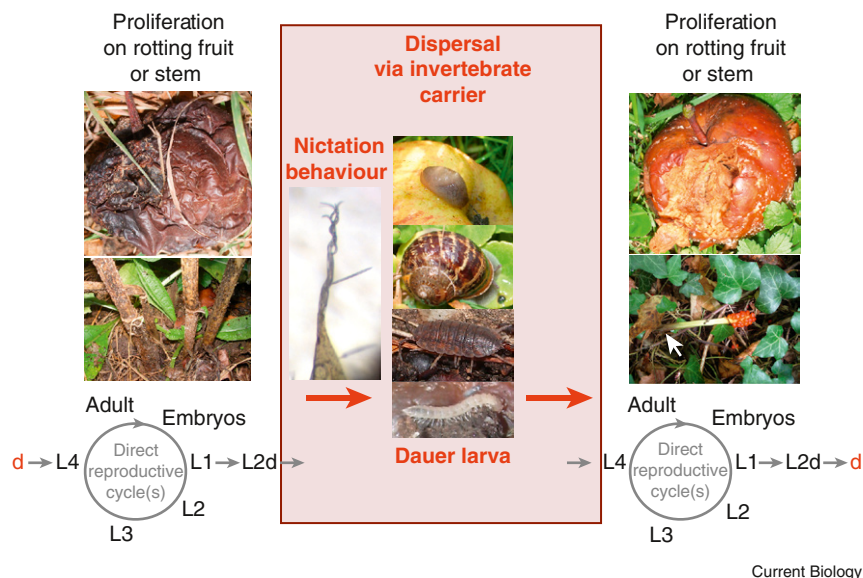 Proliferation
on rotting fruit
or stem
Dispersal
via invertebrate
carrier
Nictation
behaviour
Proliferation
on rotting fruit
or stem
Dauer larva
Adult
Embryos
d
L4
Direct
reproductive
cycle(s)
L1
L2d
L2
L3
Adult
Embryos
L4
Direct
reproductive
cycle(s)
L1
L2d
d
L2
L3
Current Biology